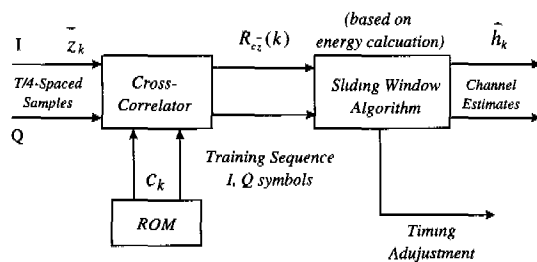 I
z̄k
T/4-Spaced
Samples
Q
Cross-
Correlator
Rcz̄(k)
(based on
energy calcuation)
Sliding Window
Algorithm
ĥk
Channel
Estimates
Training Sequence
I, Q symbols
Ck
ROM
Timing
Adujustment